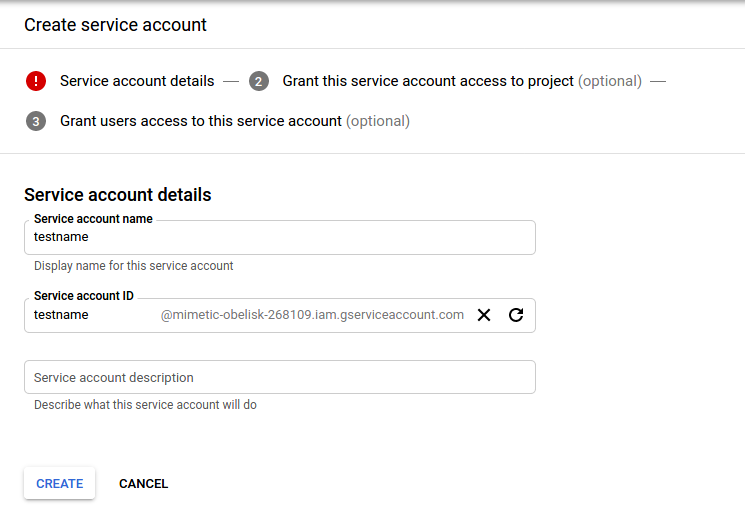 Create service account
! Service account details — 2 Grant this service account access to project (optional) —
3 Grant users access to this service account (optional)
Service account details
Service account name
testname
Display name for this service account
Service account ID
testname @mimetic-obelisk-268109.iam.gserviceaccount.com
Service account description
Describe what this service account will do
CREATE CANCEL